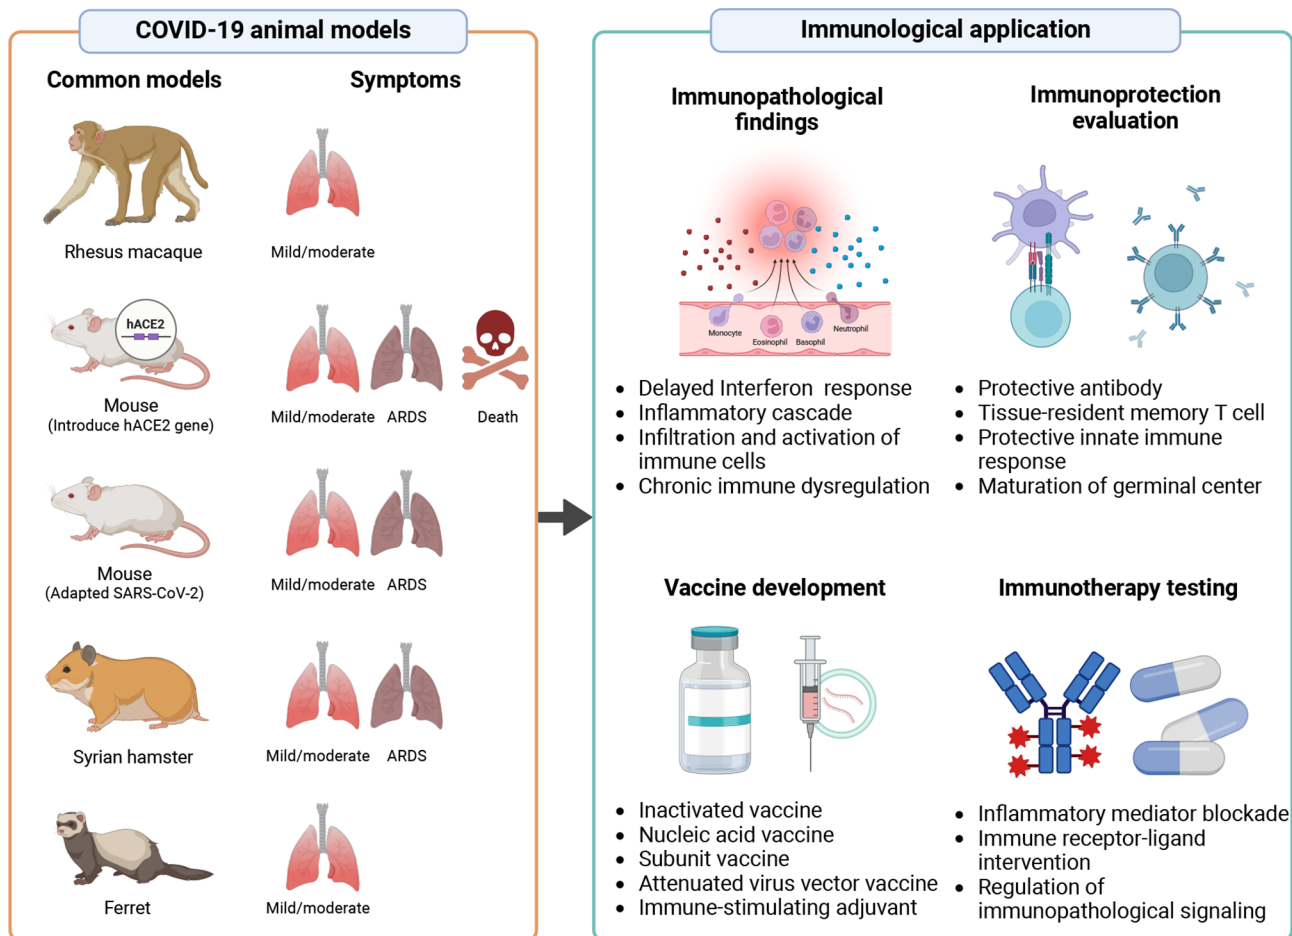 COVID-19 animal models
Common models
Symptoms
Rhesus macaque
Mild/moderate
hACE2
Mouse
(Introduce hACE2 gene)
Mild/moderate
ARDS
Death
Mouse
(Adapted SARS-CoV-2)
Mild/moderate
ARDS
Syrian hamster
Mild/moderate
ARDS
Ferret
Mild/moderate
Immunological application
Immunopathological
findings
Monocyte
Eosinophil
Basophil
Neutrophil
• Delayed Interferon response
• Inflammatory cascade
• Infiltration and activation of
immune cells
• Chronic immune dysregulation
Immunoprotection
evaluation
• Protective antibody
• Tissue-resident memory T cell
• Protective innate immune
response
• Maturation of germinal center
Vaccine development
• Inactivated vaccine
• Nucleic acid vaccine
• Subunit vaccine
• Attenuated virus vector vaccine
• Immune-stimulating adjuvant
Immunotherapy testing
• Inflammatory mediator blockade
• Immune receptor-ligand
intervention
• Regulation of
immunopathological signaling